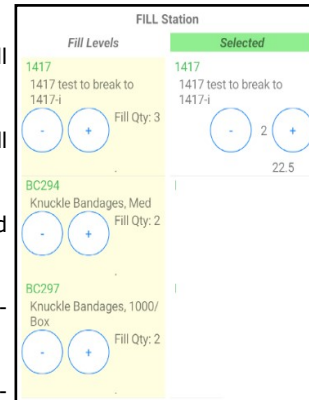 FILL Station
Fill Levels
Selected
1417
1417 test to break to
1417-i
- + Fill Qty: 3
.
1417
1417 test to break to
1417-i
- 2 +
22.5
BC294
Knuckle Bandages, Med
- + Fill Qty: 2
.
BC297
Knuckle Bandages, 1000/
Box
- + Fill Qty: 2
.